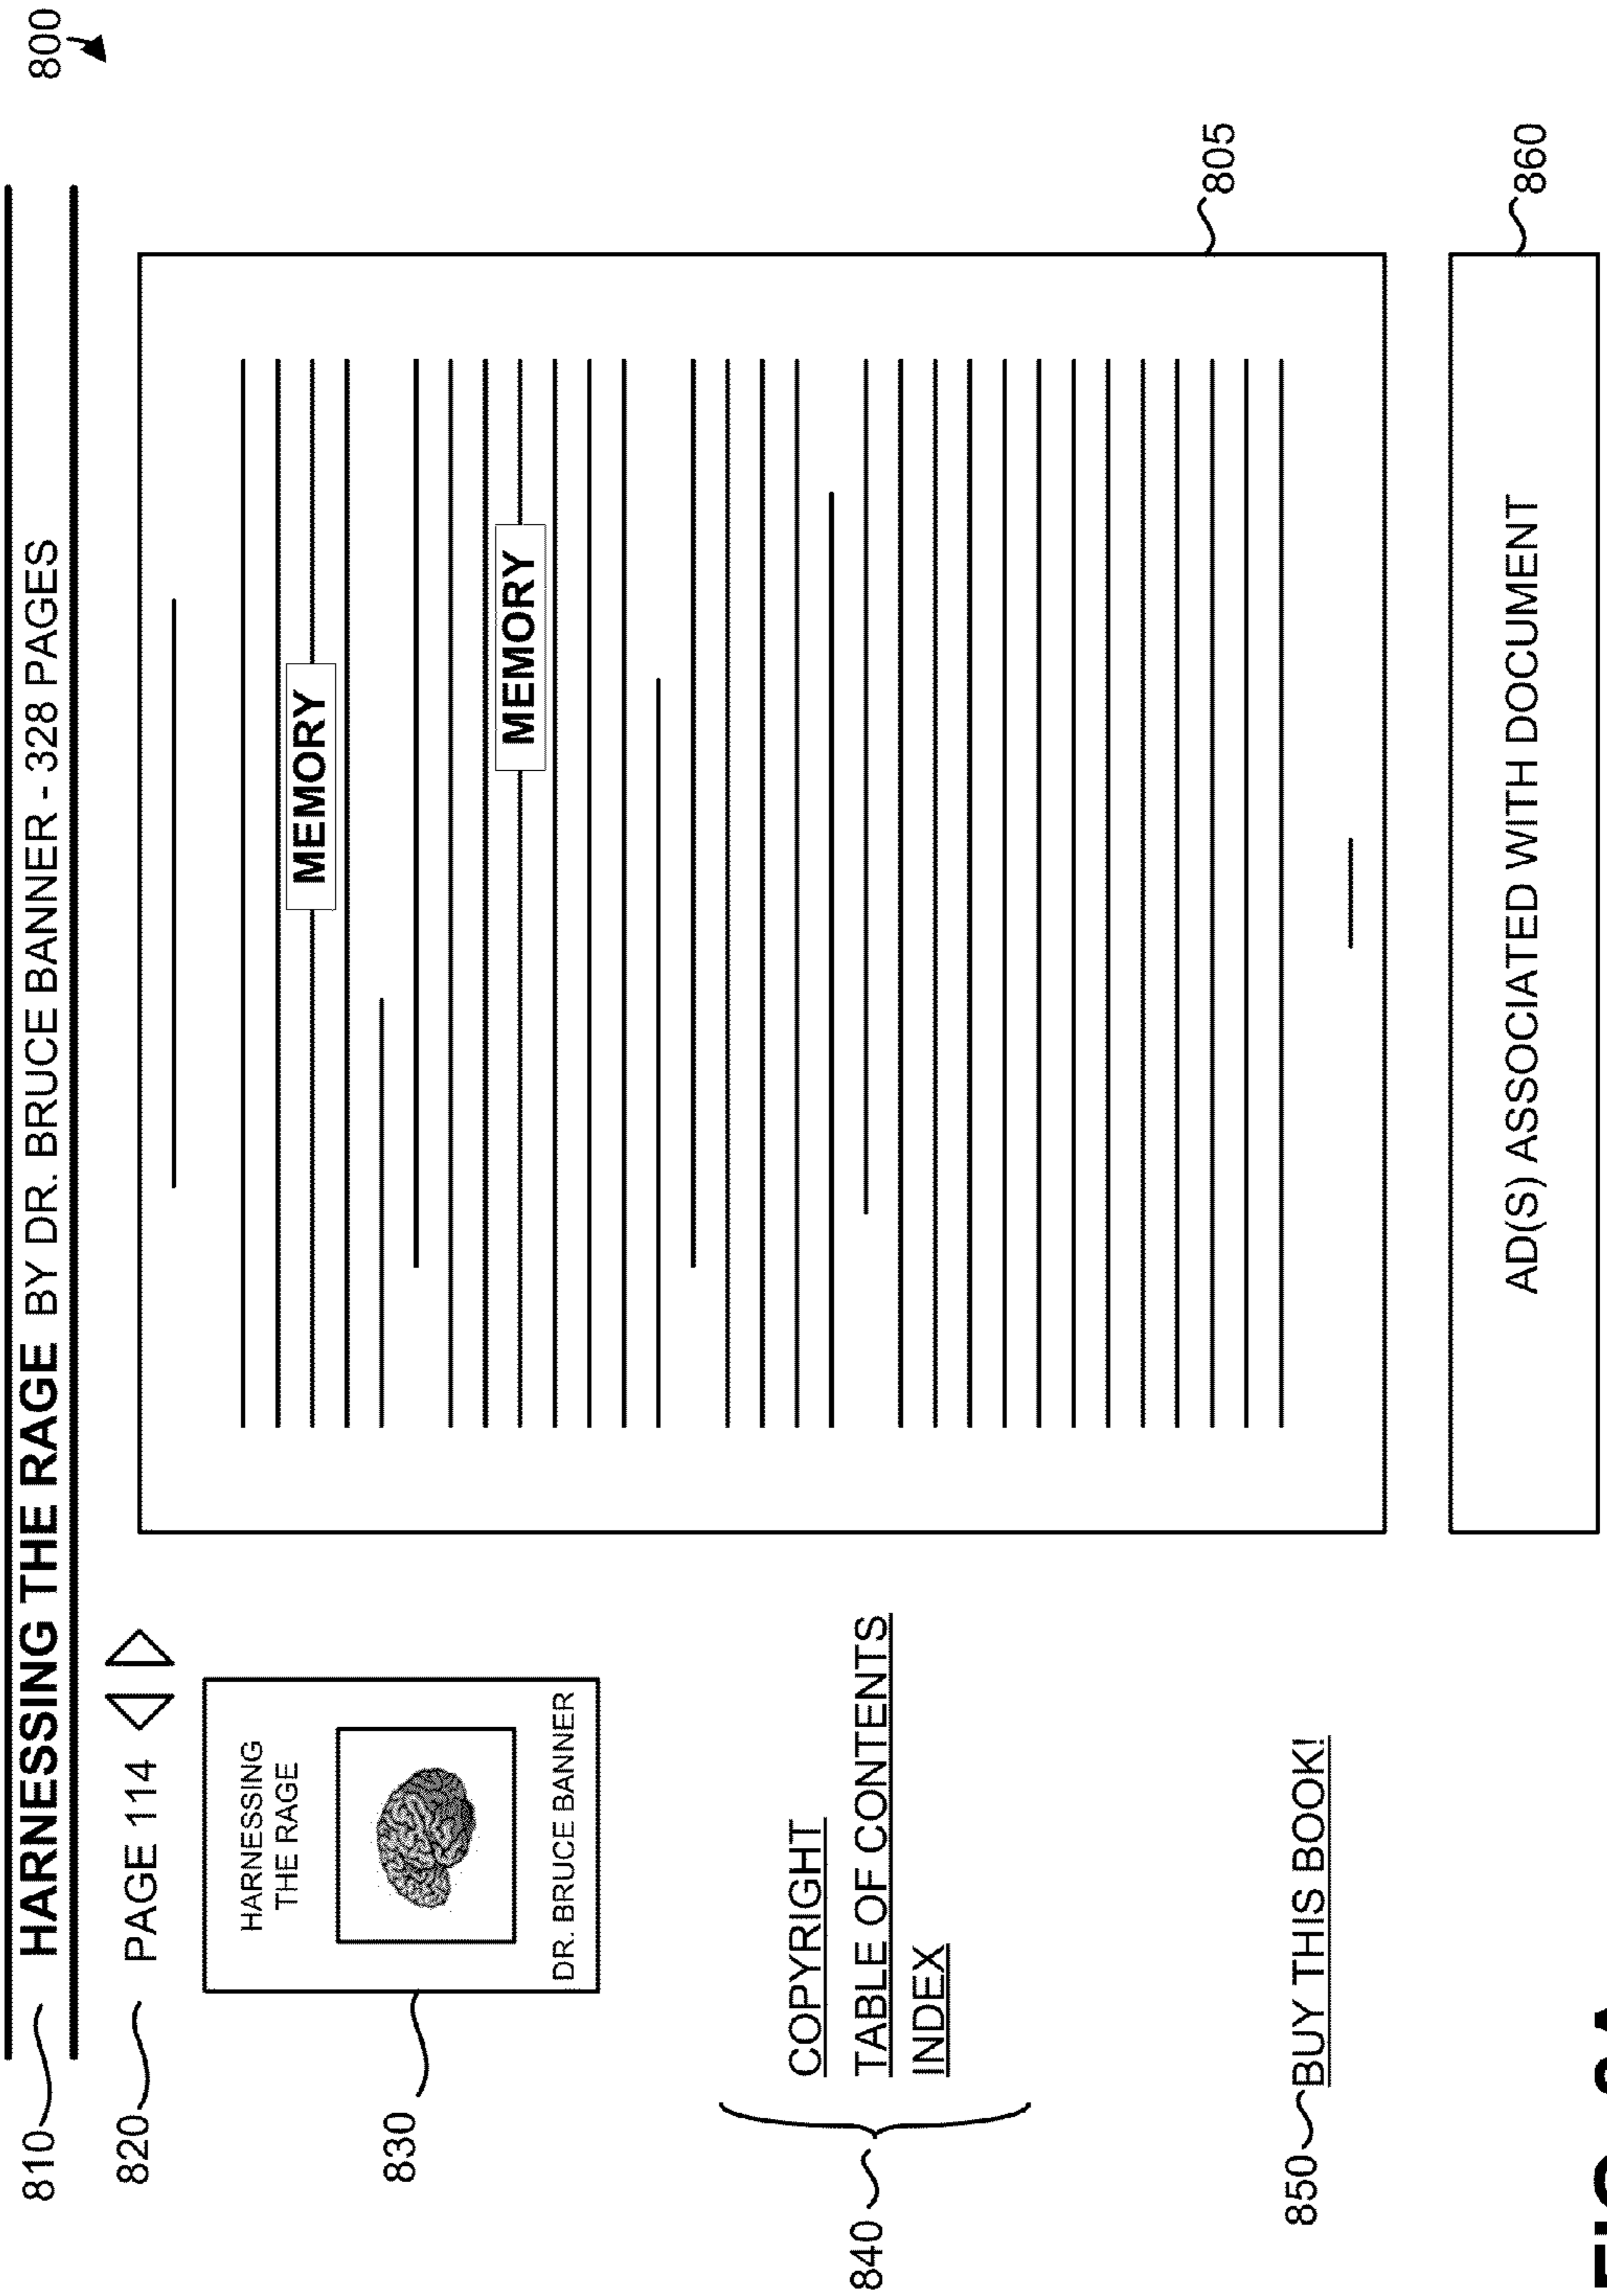 800
810 HARNESSING THE RAGE BY DR. BRUCE BANNER - 328 PAGES
820 PAGE 114
830
HARNESSING
THE RAGE
DR. BRUCE BANNER
MEMORY
MEMORY
840
COPYRIGHT
TABLE OF CONTENTS
INDEX
805
850 BUY THIS BOOK!
860
AD(S) ASSOCIATED WITH DOCUMENT